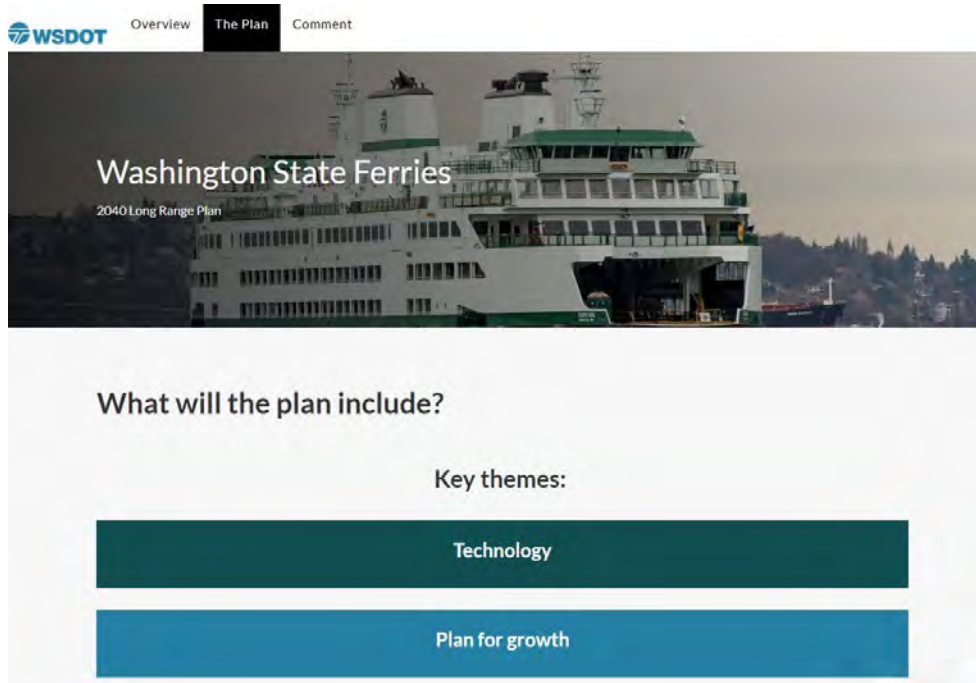 WSDOT
Overview The Plan Comment
Washington State Ferries
2040 Long Range Plan
What will the plan include?
Key themes:
Technology
Plan for growth